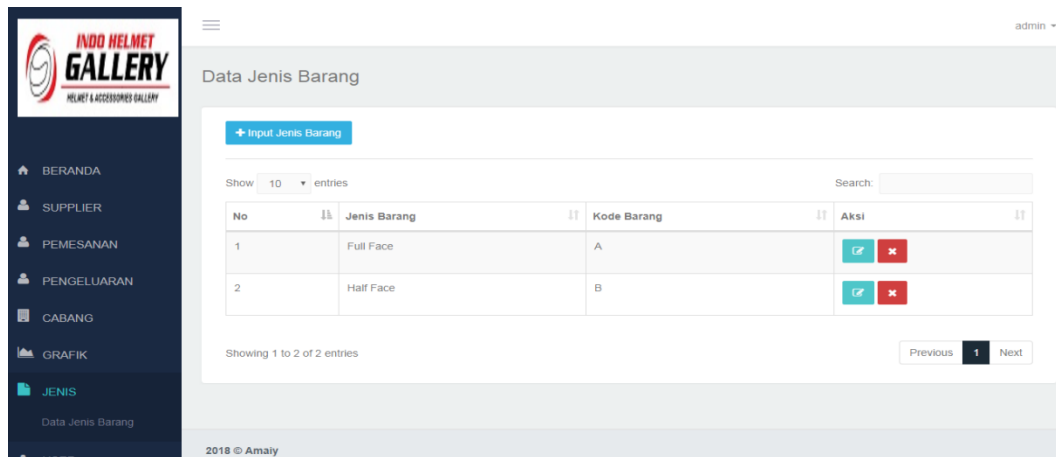 INDO HELMET
GALLERY
HELMET & ACCESSORIES GALLERY
BERANDA
SUPPLIER
PEMESANAN
PENGELUARAN
CABANG
GRAFIK
JENIS
Data Jenis Barang
admin
Data Jenis Barang
Input Jenis Barang
Show 10 entries
Search:
No Jenis Barang Kode Barang Aksi
1 Full Face A
2 Half Face B
Showing 1 to 2 of 2 entries
Previous 1 Next
2018 © Amaiy